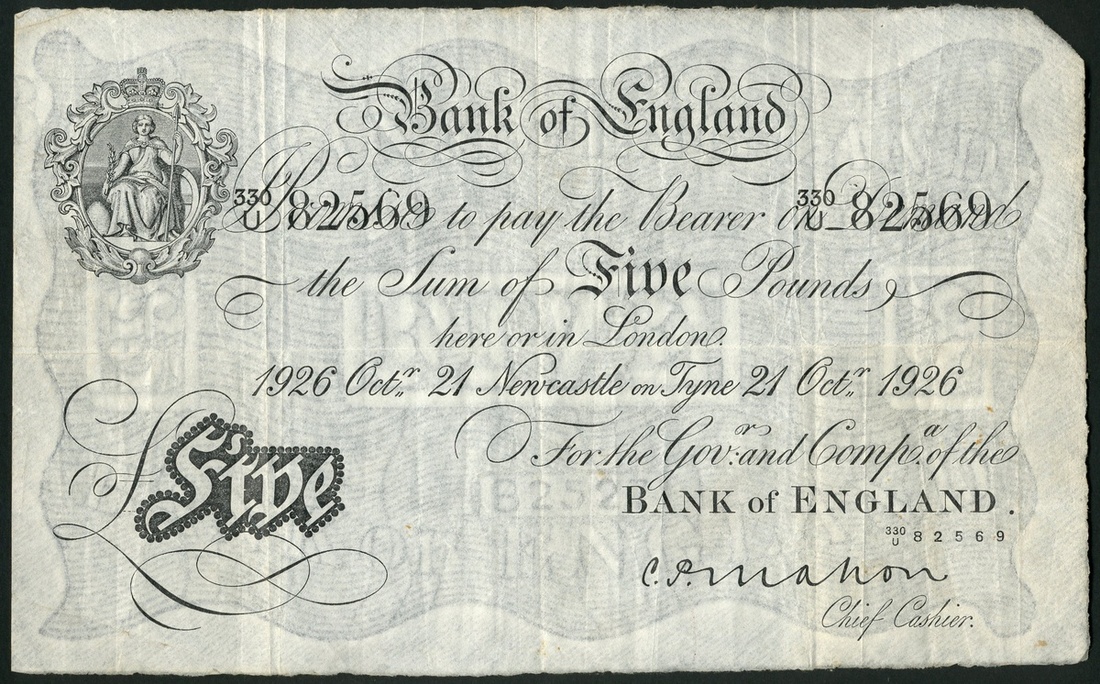 Bank of England
330/U 82569 330/U 82569
Promise to pay the Bearer on Demand
the Sum of Five Pounds
here or in London.
1926 Octr. 21 Newcastle on Tyne 21 Octr. 1926
For the Govr. and Compa. of the
BANK of ENGLAND.
330/U 82569
£ Five
C. P. Mahon
Chief Cashier.